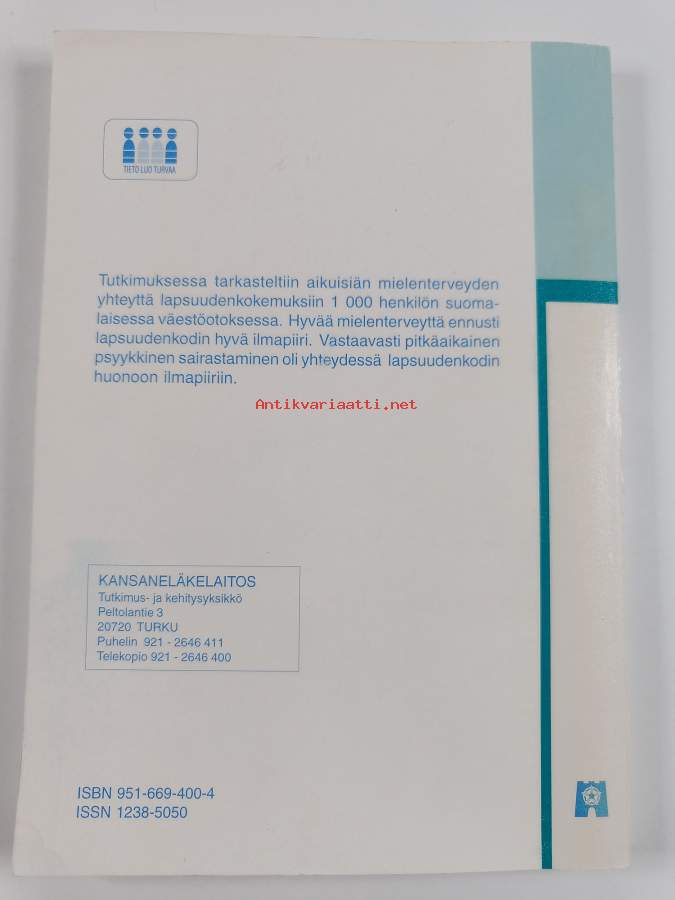 TIETO LUO TURVAA
Tutkimuksessa tarkasteltiin aikuisiän mielenterveyden
yhteyttä lapsuudenkokemuksiin 1 000 henkilön suoma-
laisessa väestöotoksessa. Hyvää mielenterveyttä ennusti
lapsuudenkodin hyvä ilmapiiri. Vastaavasti pitkäaikainen
psyykkinen sairastaminen oli yhteydessä lapsuudenkodin
huonoon ilmapiiriin.
Antikvariaatti.net
KANSANELÄKELAITOS
Tutkimus- ja kehitysyksikkö
Peltolantie 3
20720 TURKU
Puhelin 921 - 2646 411
Telekopio 921 - 2646 400
ISBN 951-669-400-4
ISSN 1238-5050